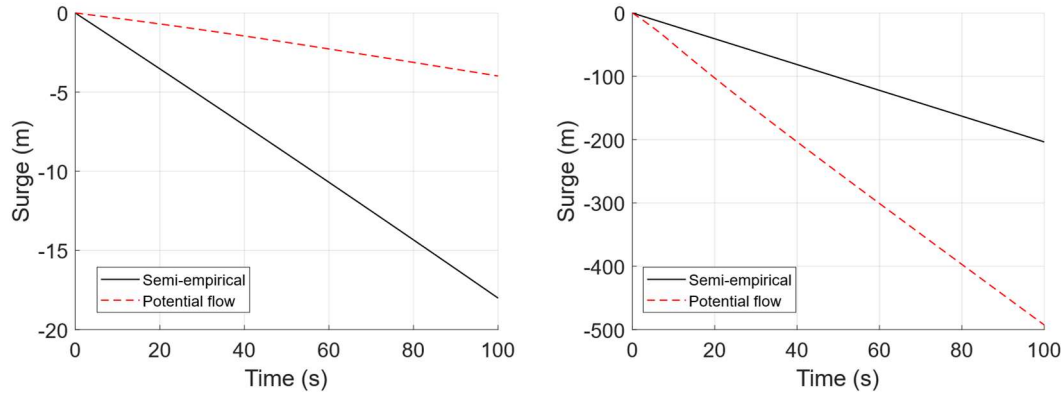 0
-5
-10
-15
-20
Surge (m)
Semi-empirical
Potential flow
0 20 40 60 80 100
Time (s)
0
-100
-200
-300
-400
-500
Surge (m)
Semi-empirical
Potential flow
0 20 40 60 80 100
Time (s)